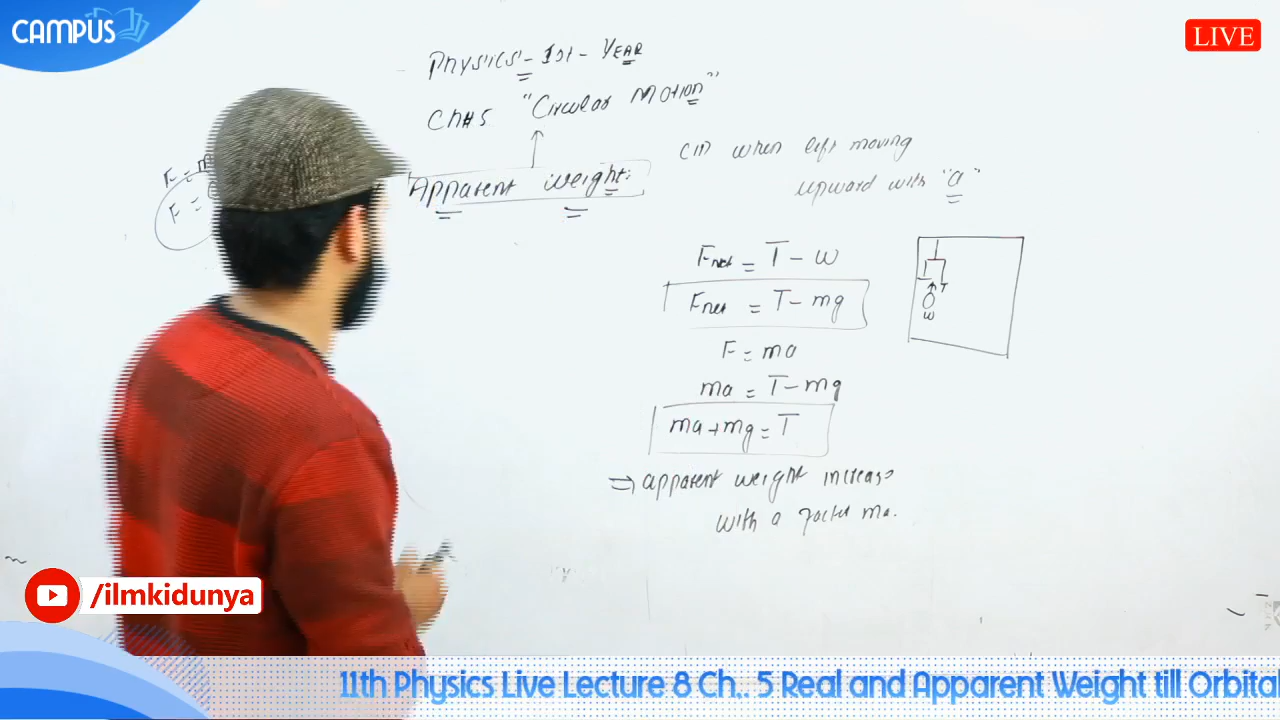 CAMPUS
LIVE
Physics - 1st - YEAR
CH#5 "Circular Motion"
Apparent weight:
(11) when lift moving
upward with "a"
F =
F =
Fnet = T - w
Fnet = T - mg
F = ma
ma = T - mg
ma + mg = T
T
w
⇒ apparent weight increase
with a factor ma.
/ilmkidunya
11th Physics Live Lecture 8 Ch.. 5 Real and Apparent Weight till Orbital